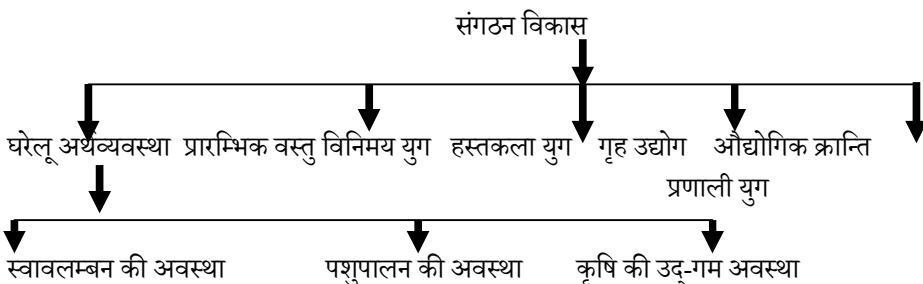 संगठन विकास
घरेलू अर्थव्यवस्था प्रारम्भिक वस्तु विनिमय युग हस्तकला युग गृह उद्योग औद्योगिक क्रान्ति
प्रणाली युग
स्वावलम्बन की अवस्था पशुपालन की अवस्था कृषि की उद्-गम अवस्था